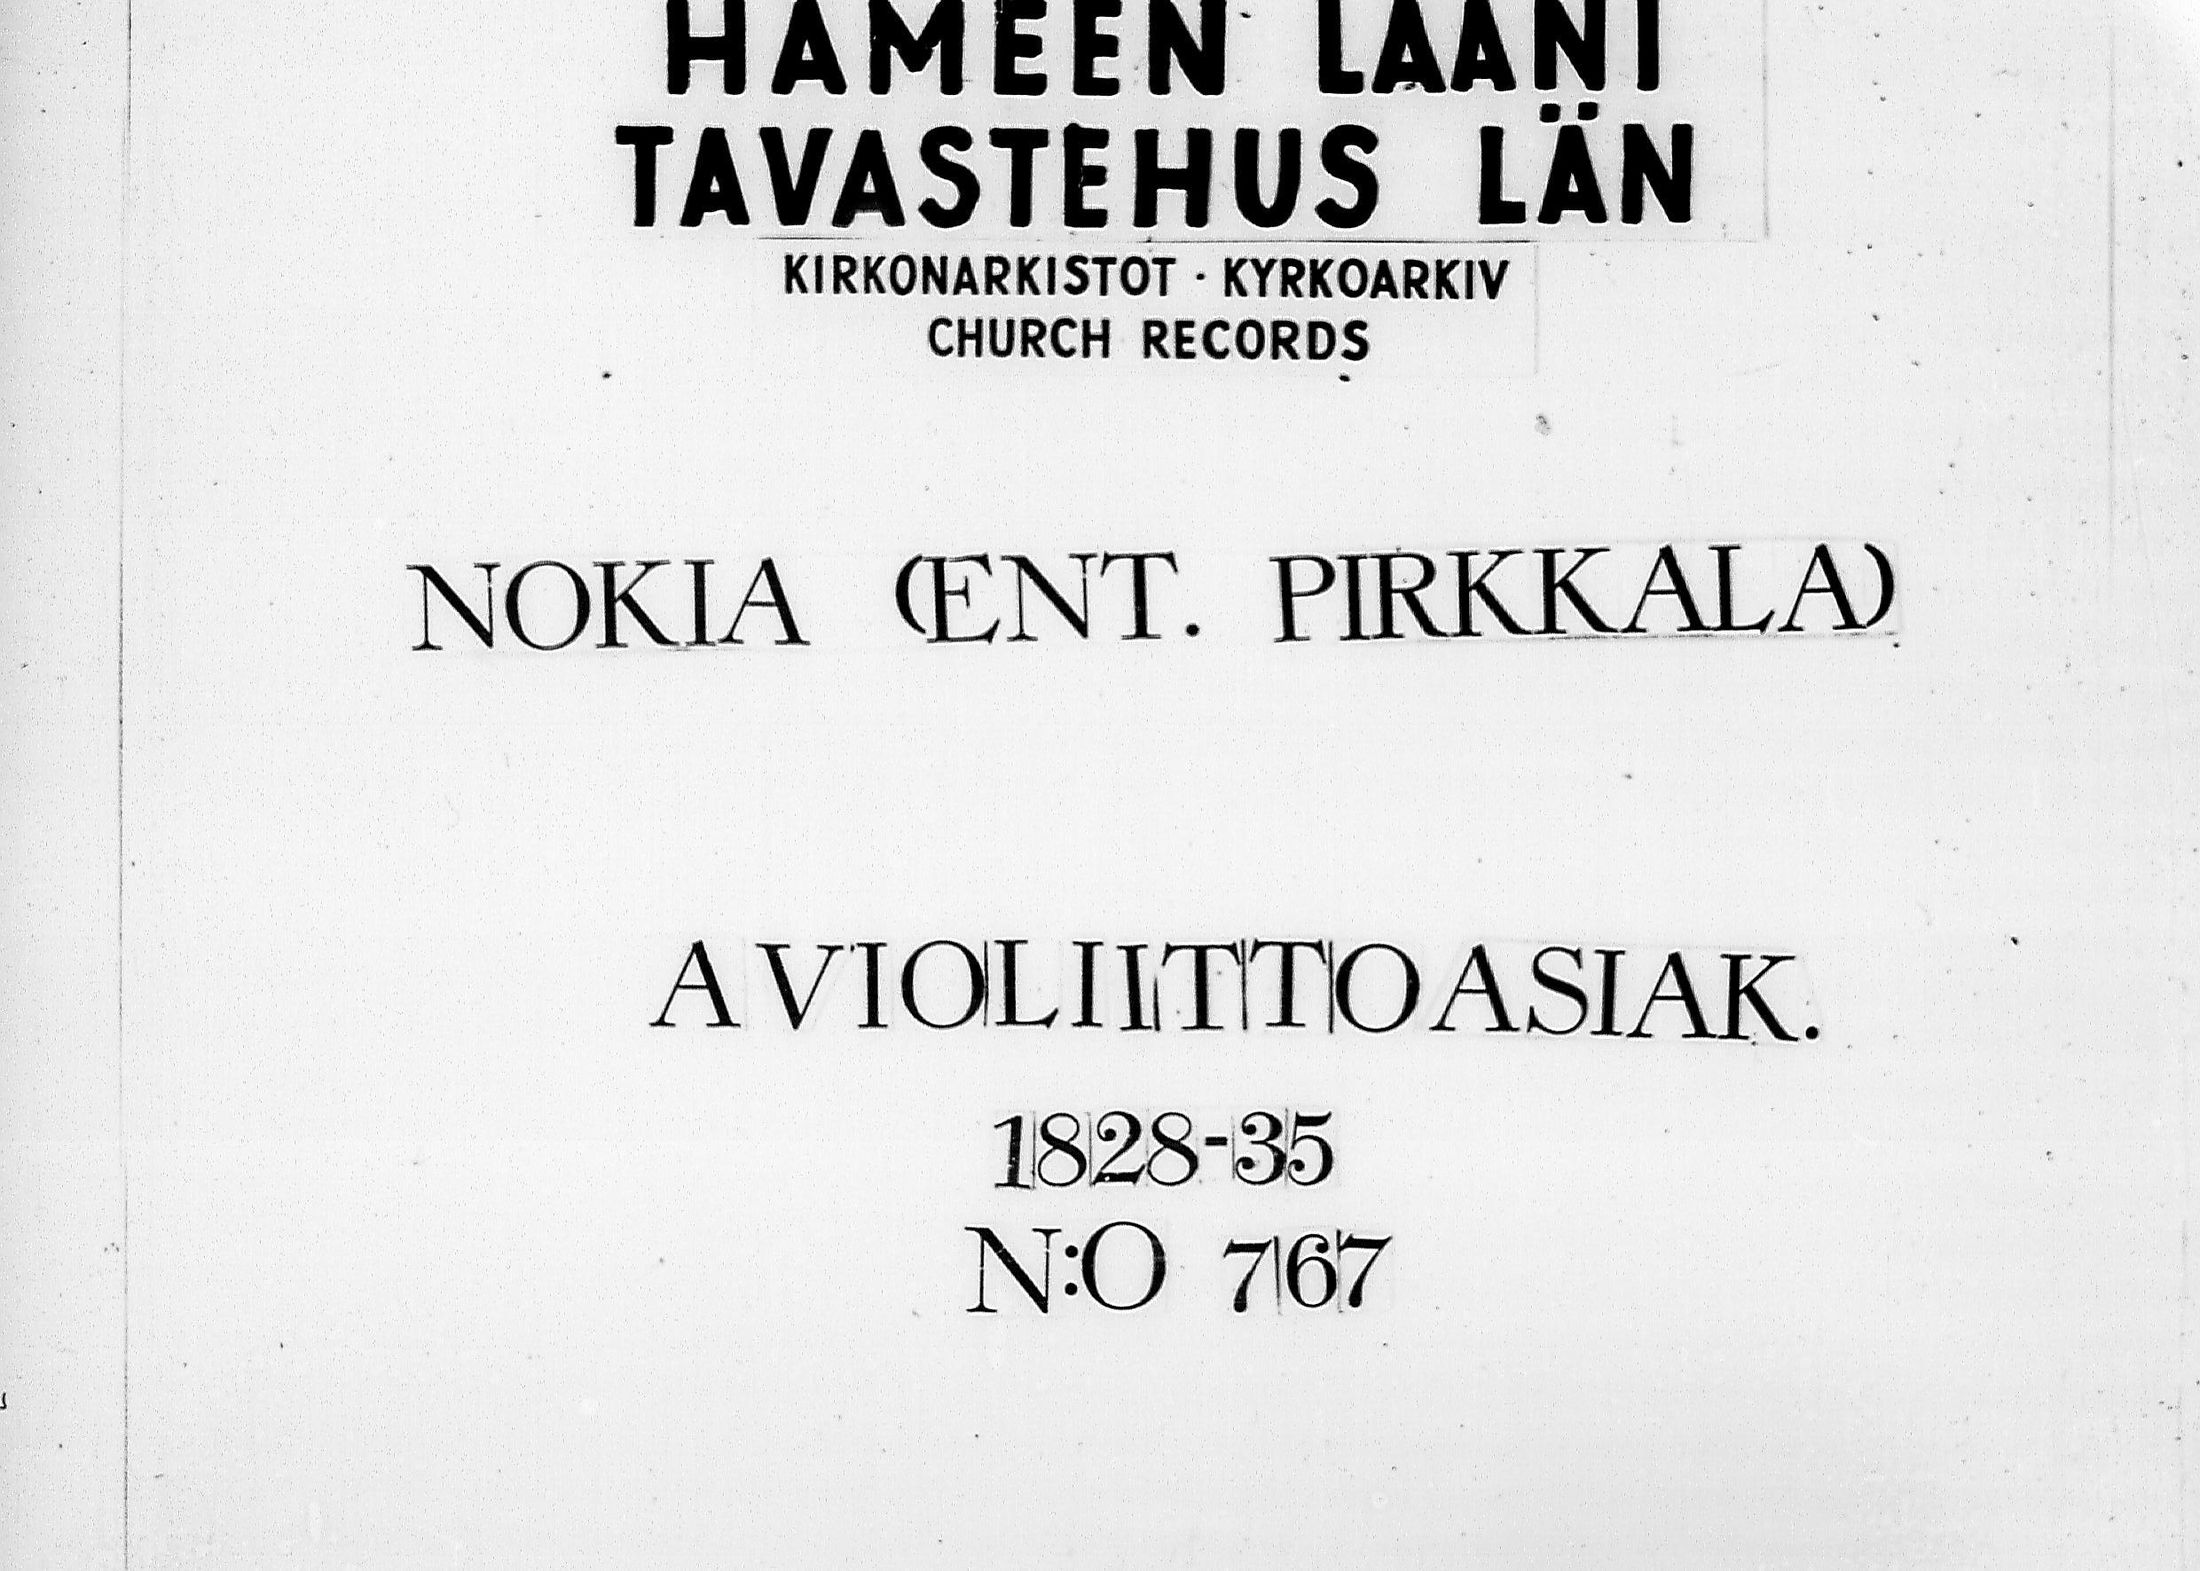 HÄMEEN LÄÄNI
TAVASTEHUS LÄN
KIRKONARKISTOT · KYRKOARKIV
CHURCH RECORDS
NOKIA (ENT. PIRKKALA)
AVIOLIITTOASIAK.
1828-35
N:O 767